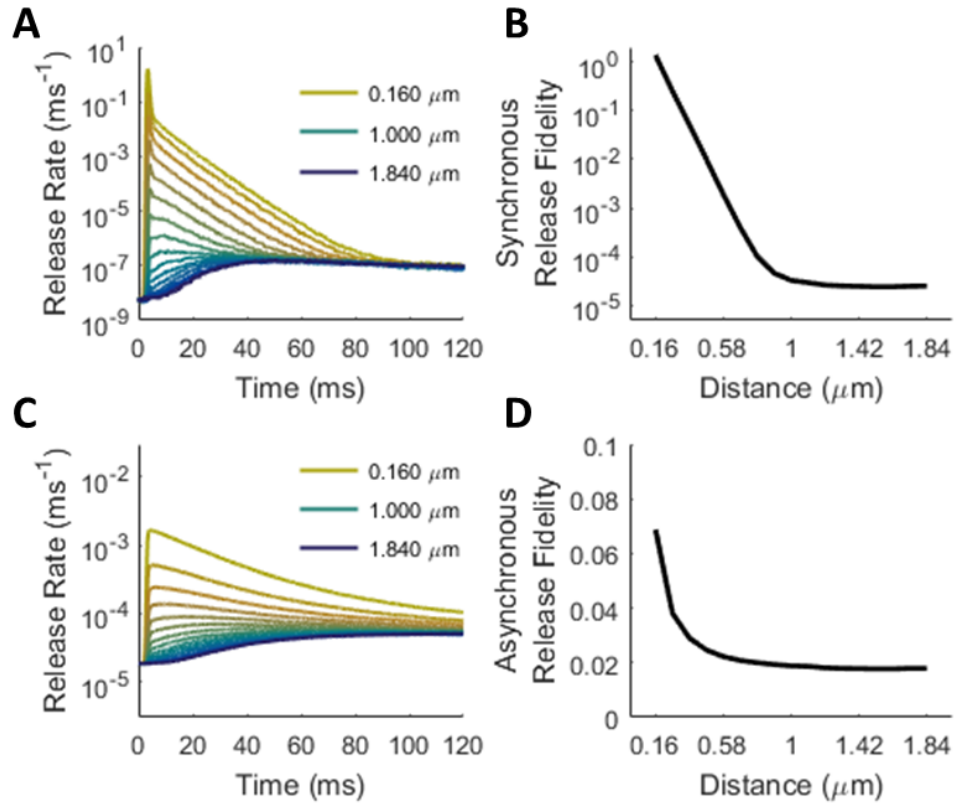 A
Release Rate (ms⁻¹)
10¹
10⁻¹
10⁻³
10⁻⁵
10⁻⁷
10⁻⁹
0.160 μm
1.000 μm
1.840 μm
0 20 40 60 80 100 120
Time (ms)
B
Synchronous
Release Fidelity
10⁰
10⁻¹
10⁻²
10⁻³
10⁻⁴
10⁻⁵
0.16 0.58 1 1.42 1.84
Distance (μm)
C
Release Rate (ms⁻¹)
10⁻²
10⁻³
10⁻⁴
10⁻⁵
0.160 μm
1.000 μm
1.840 μm
0 20 40 60 80 100 120
Time (ms)
D
Asynchronous
Release Fidelity
0.1
0.08
0.06
0.04
0.02
0
0.16 0.58 1 1.42 1.84
Distance (μm)